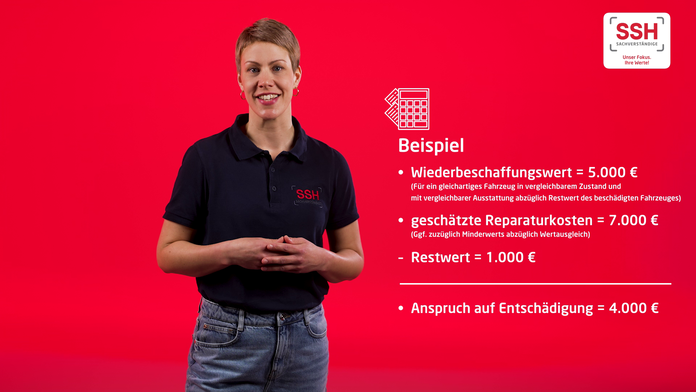 SSH
SACHVERSTÄNDIGE
Unser Fokus.
Ihre Werte!
Beispiel
• Wiederbeschaffungswert = 5.000 €
(Für ein gleichartiges Fahrzeug in vergleichbarem Zustand und
mit vergleichbarer Ausstattung abzüglich Restwert des beschädigten Fahrzeuges)
• geschätzte Reparaturkosten = 7.000 €
(Ggf. zuzüglich Minderwerts abzüglich Wertausgleich)
- Restwert = 1.000 €
• Anspruch auf Entschädigung = 4.000 €
SSH